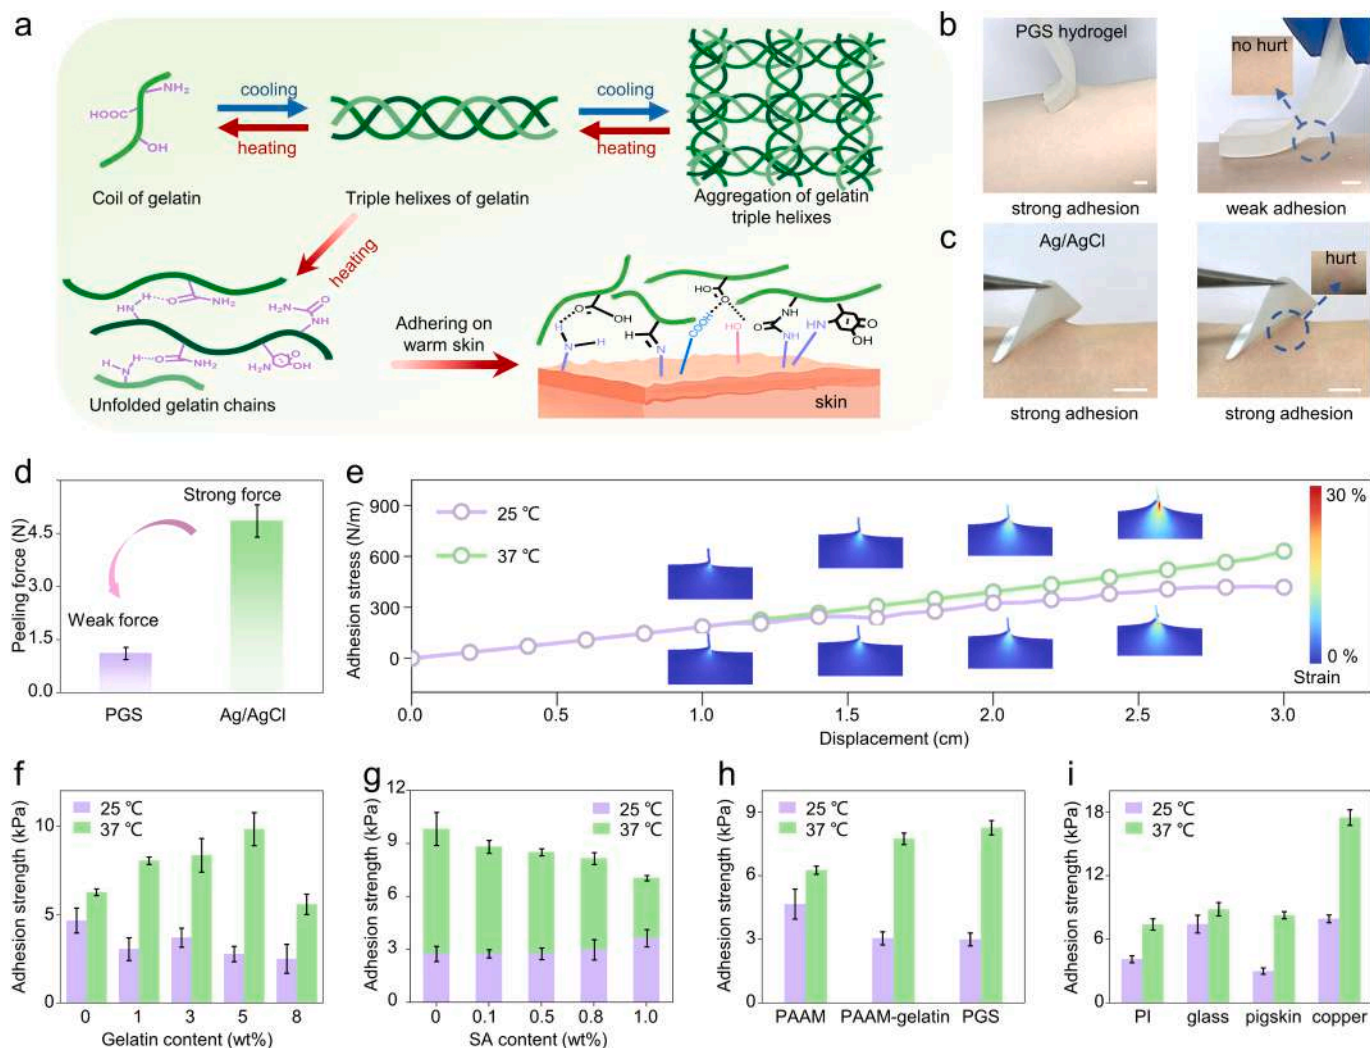 a
NH₂
HOOC
OH
cooling
heating
cooling
heating
Coil of gelatin
Triple helixes of gelatin
Aggregation of gelatin
triple helixes
heating
Unfolded gelatin chains
Adhering on
warm skin
COOH
HO
skin
b
PGS hydrogel
no hurt
strong adhesion
weak adhesion
c
Ag/AgCl
hurt
strong adhesion
strong adhesion
d
Peeling force (N)
4.5
3.0
1.5
0.0
Strong force
Weak force
PGS
Ag/AgCl
e
Adhesion stress (N/m)
900
600
300
0
25 ℃
37 ℃
30 %
0 %
Strain
0.0 0.5 1.0 1.5 2.0 2.5 3.0
Displacement (cm)
f
Adhesion strength (kPa)
10
5
0
25 ℃
37 ℃
0 1 3 5 8
Gelatin content (wt%)
g
Adhesion strength (kPa)
12
9
6
3
0
25 ℃
37 ℃
0 0.1 0.5 0.8 1.0
SA content (wt%)
h
Adhesion strength (kPa)
9
6
3
0
25 ℃
37 ℃
PAAM PAAM-gelatin PGS
i
Adhesion strength (kPa)
18
12
6
0
25 ℃
37 ℃
PI glass pigskin copper